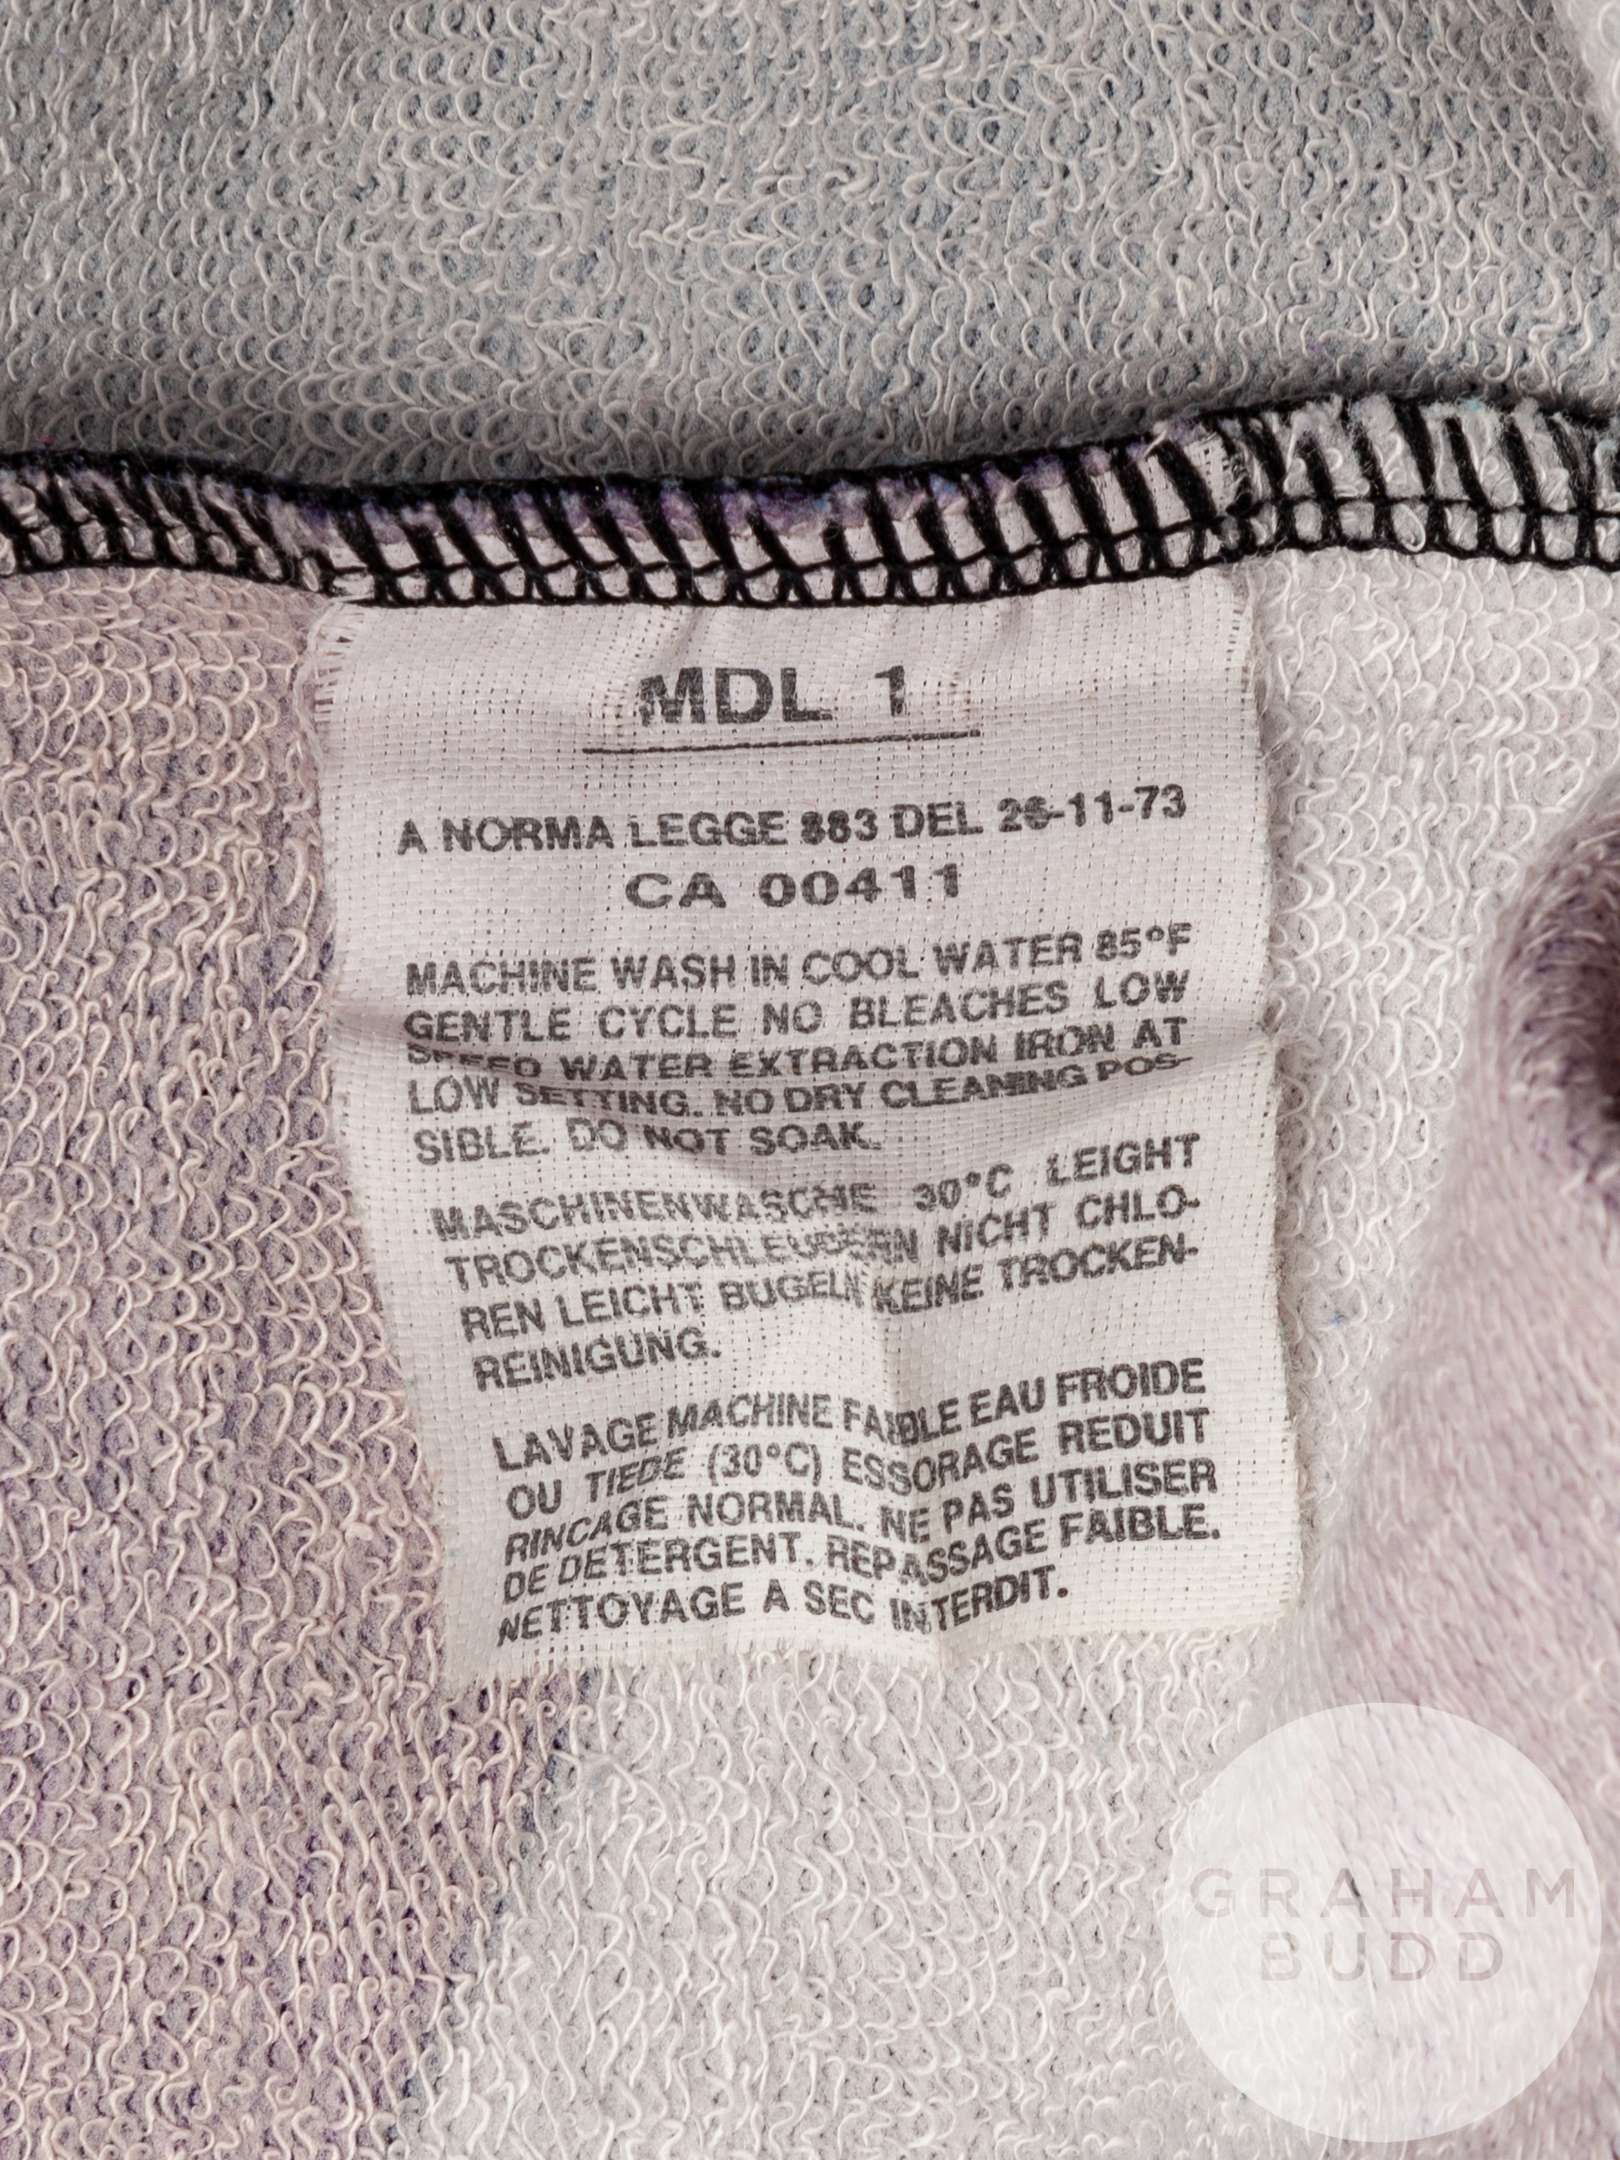 MDL 1
A NORMA LEGGE 883 DEL 26-11-73
CA 00411
MACHINE WASH IN COOL WATER 85°F
GENTLE CYCLE NO BLEACHES LOW
SPEED WATER EXTRACTION IRON AT
LOW SETTING. NO DRY CLEANING POS-
SIBLE. DO NOT SOAK.
MASCHINENWASCHE 30°C LEIGHT
TROCKENSCHLEUDERN NICHT CHLO-
REN LEICHT BUGELN KEINE TROCKEN-
REINIGUNG.
LAVAGE MACHINE FAIBLE EAU FROIDE
OU TIEDE (30°C) ESSORAGE REDUIT
RINCAGE NORMAL. NE PAS UTILISER
DE DETERGENT. REPASSAGE FAIBLE.
NETTOYAGE A SEC INTERDIT.
GRAHAM
BUDD